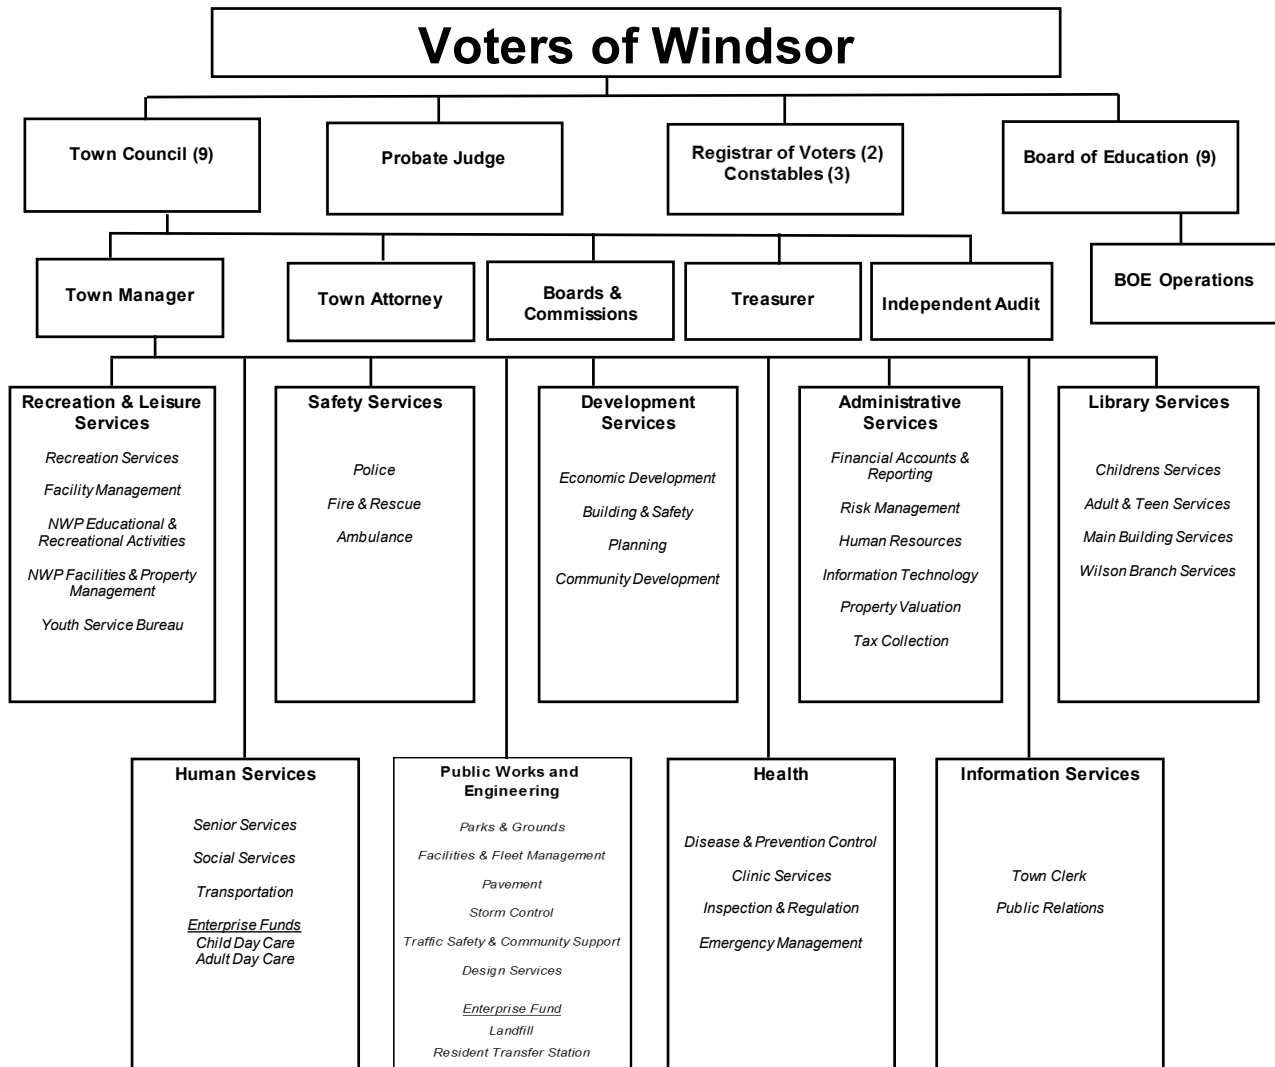 Voters of Windsor
Town Council (9)
Probate Judge
Registrar of Voters (2)
Constables (3)
Board of Education (9)
Town Manager
Town Attorney
Boards &
Commissions
Treasurer
Independent Audit
BOE Operations
Recreation & Leisure
Services
Recreation Services
Facility Management
NWP Educational &
Recreational Activities
NWP Facilities & Property
Management
Youth Service Bureau
Safety Services
Police
Fire & Rescue
Ambulance
Development
Services
Economic Development
Building & Safety
Planning
Community Development
Administrative
Services
Financial Accounts &
Reporting
Risk Management
Human Resources
Information Technology
Property Valuation
Tax Collection
Library Services
Childrens Services
Adult & Teen Services
Main Building Services
Wilson Branch Services
Human Services
Senior Services
Social Services
Transportation
Enterprise Funds
Child Day Care
Adult Day Care
Public Works and
Engineering
Parks & Grounds
Facilities & Fleet Management
Pavement
Storm Control
Traffic Safety & Community Support
Design Services
Enterprise Fund
Landfill
Resident Transfer Station
Health
Disease & Prevention Control
Clinic Services
Inspection & Regulation
Emergency Management
Information Services
Town Clerk
Public Relations